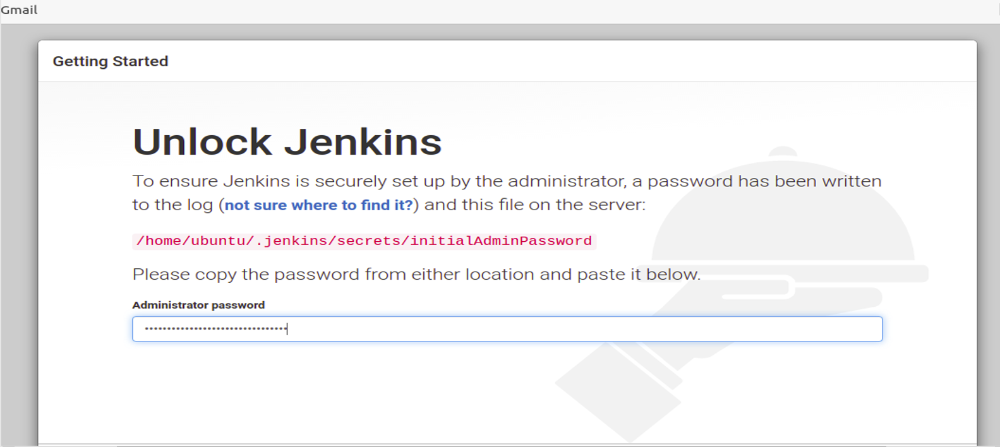 Gmail
Getting Started
Unlock Jenkins
To ensure Jenkins is securely set up by the administrator, a password has been written
to the log (not sure where to find it?) and this file on the server:
/home/ubuntu/.jenkins/secrets/initialAdminPassword
Please copy the password from either location and paste it below.
Administrator password
••••••••••••••••••••••••••••••••